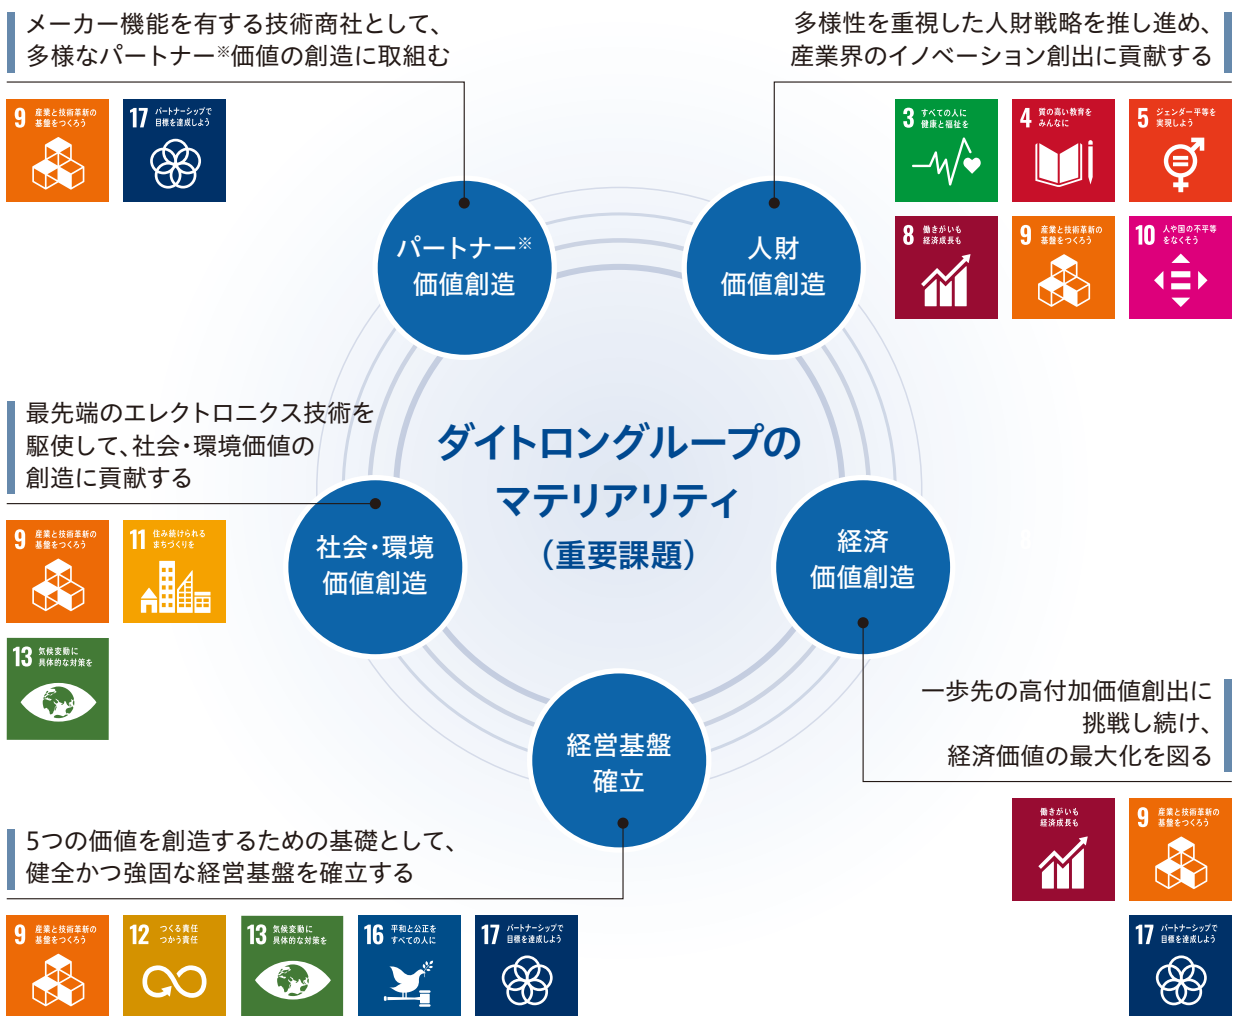 メーカー機能を有する技術商社として、
多様なパートナー※価値の創造に取組む
9 産業と技術革新の
基盤をつくろう
17 パートナーシップで
目標を達成しよう
多様性を重視した人財戦略を推し進め、
産業界のイノベーション創出に貢献する
3 すべての人に
健康と福祉を
4 質の高い教育を
みんなに
5 ジェンダー平等を
実現しよう
8 働きがいも
経済成長も
9 産業と技術革新の
基盤をつくろう
10 人や国の不平等
をなくそう
パートナー※
価値創造
人財
価値創造
ダイトロングループの
マテリアリティ
（重要課題）
最先端のエレクトロニクス技術を
駆使して、社会・環境価値の
創造に貢献する
9 産業と技術革新の
基盤をつくろう
11 住み続けられる
まちづくりを
13 気候変動に
具体的な対策を
社会・環境
価値創造
経済
価値創造
経営基盤
確立
一歩先の高付加価値創出に
挑戦し続け、
経済価値の最大化を図る
働きがいも
経済成長も
9 産業と技術革新の
基盤をつくろう
17 パートナーシップで
目標を達成しよう
5つの価値を創造するための基礎として、
健全かつ強固な経営基盤を確立する
9 産業と技術革新の
基盤をつくろう
12 つくる責任
つかう責任
13 気候変動に
具体的な対策を
16 平和と公正を
すべての人に
17 パートナーシップで
目標を達成しよう